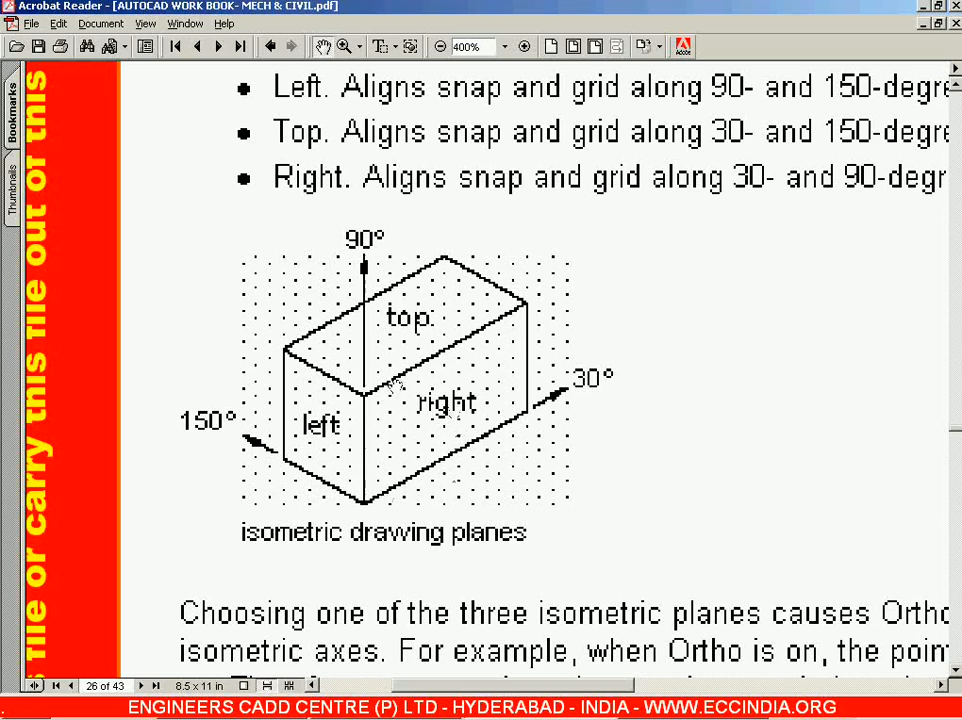 Acrobat Reader - [AUTOCAD WORK BOOK- MECH & CIVIL.pdf]
File Edit Document View Window Help
400%
Adobe
Bookmarks
Thumbnails
file or carry this file out of this
• Left. Aligns snap and grid along 90- and 150-degre
• Top. Aligns snap and grid along 30- and 150-degre
• Right. Aligns snap and grid along 30- and 90-degr
90°
top
30°
right
150°
left
isometric drawing planes
Choosing one of the three isometric planes causes Ortho
isometric axes. For example, when Ortho is on, the poin
26 of 43 8.5 x 11 in
ENGINEERS CADD CENTRE (P) LTD - HYDERABAD - INDIA - WWW.ECCINDIA.ORG